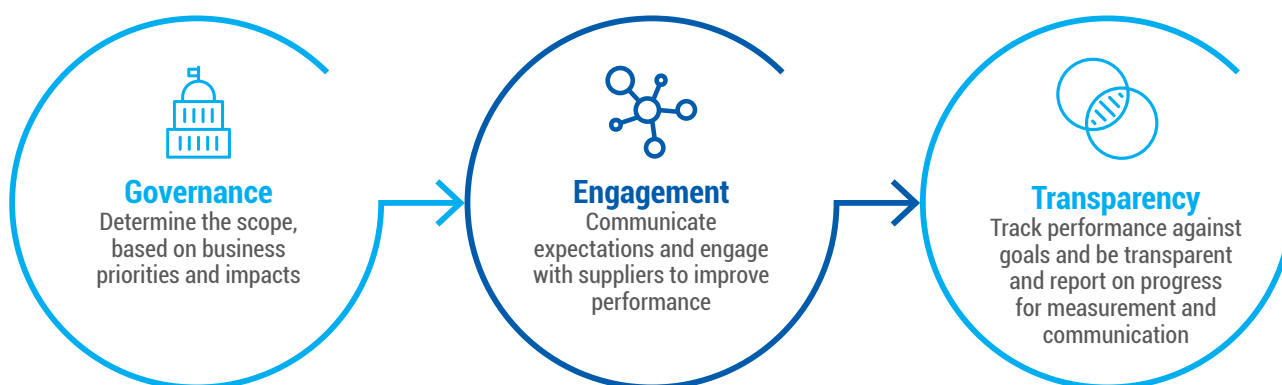 Governance
Determine the scope,
based on business
priorities and impacts
Engagement
Communicate
expectations and engage
with suppliers to improve
performance
Transparency
Track performance against
goals and be transparent
and report on progress
for measurement and
communication